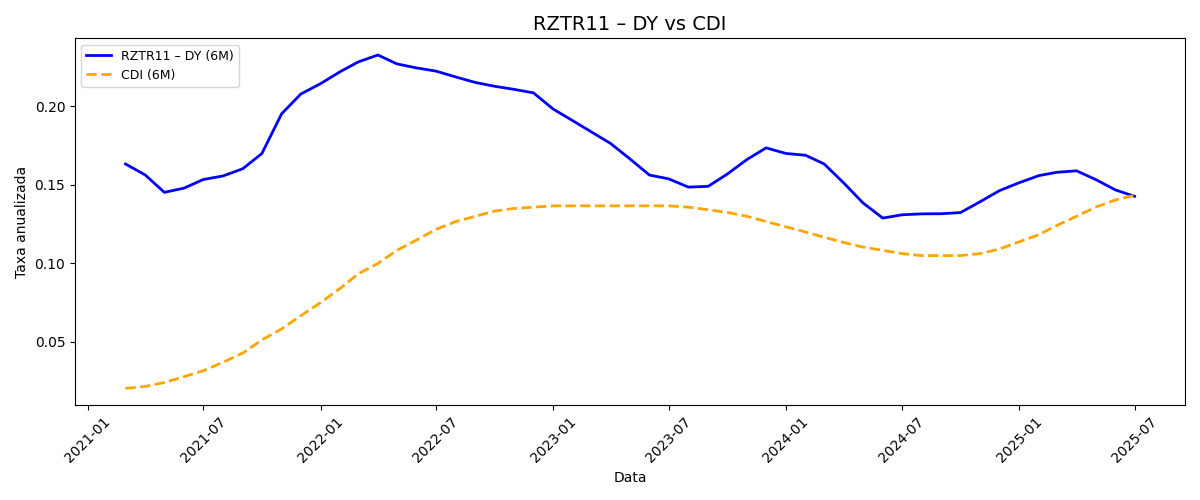 RZTR11 – DY vs CDI
RZTR11 – DY (6M)
CDI (6M)
Taxa anualizada
0.20
0.15
0.10
0.05
2021-01
2021-07
2022-01
2022-07
2023-01
2023-07
2024-01
2024-07
2025-01
2025-07
Data